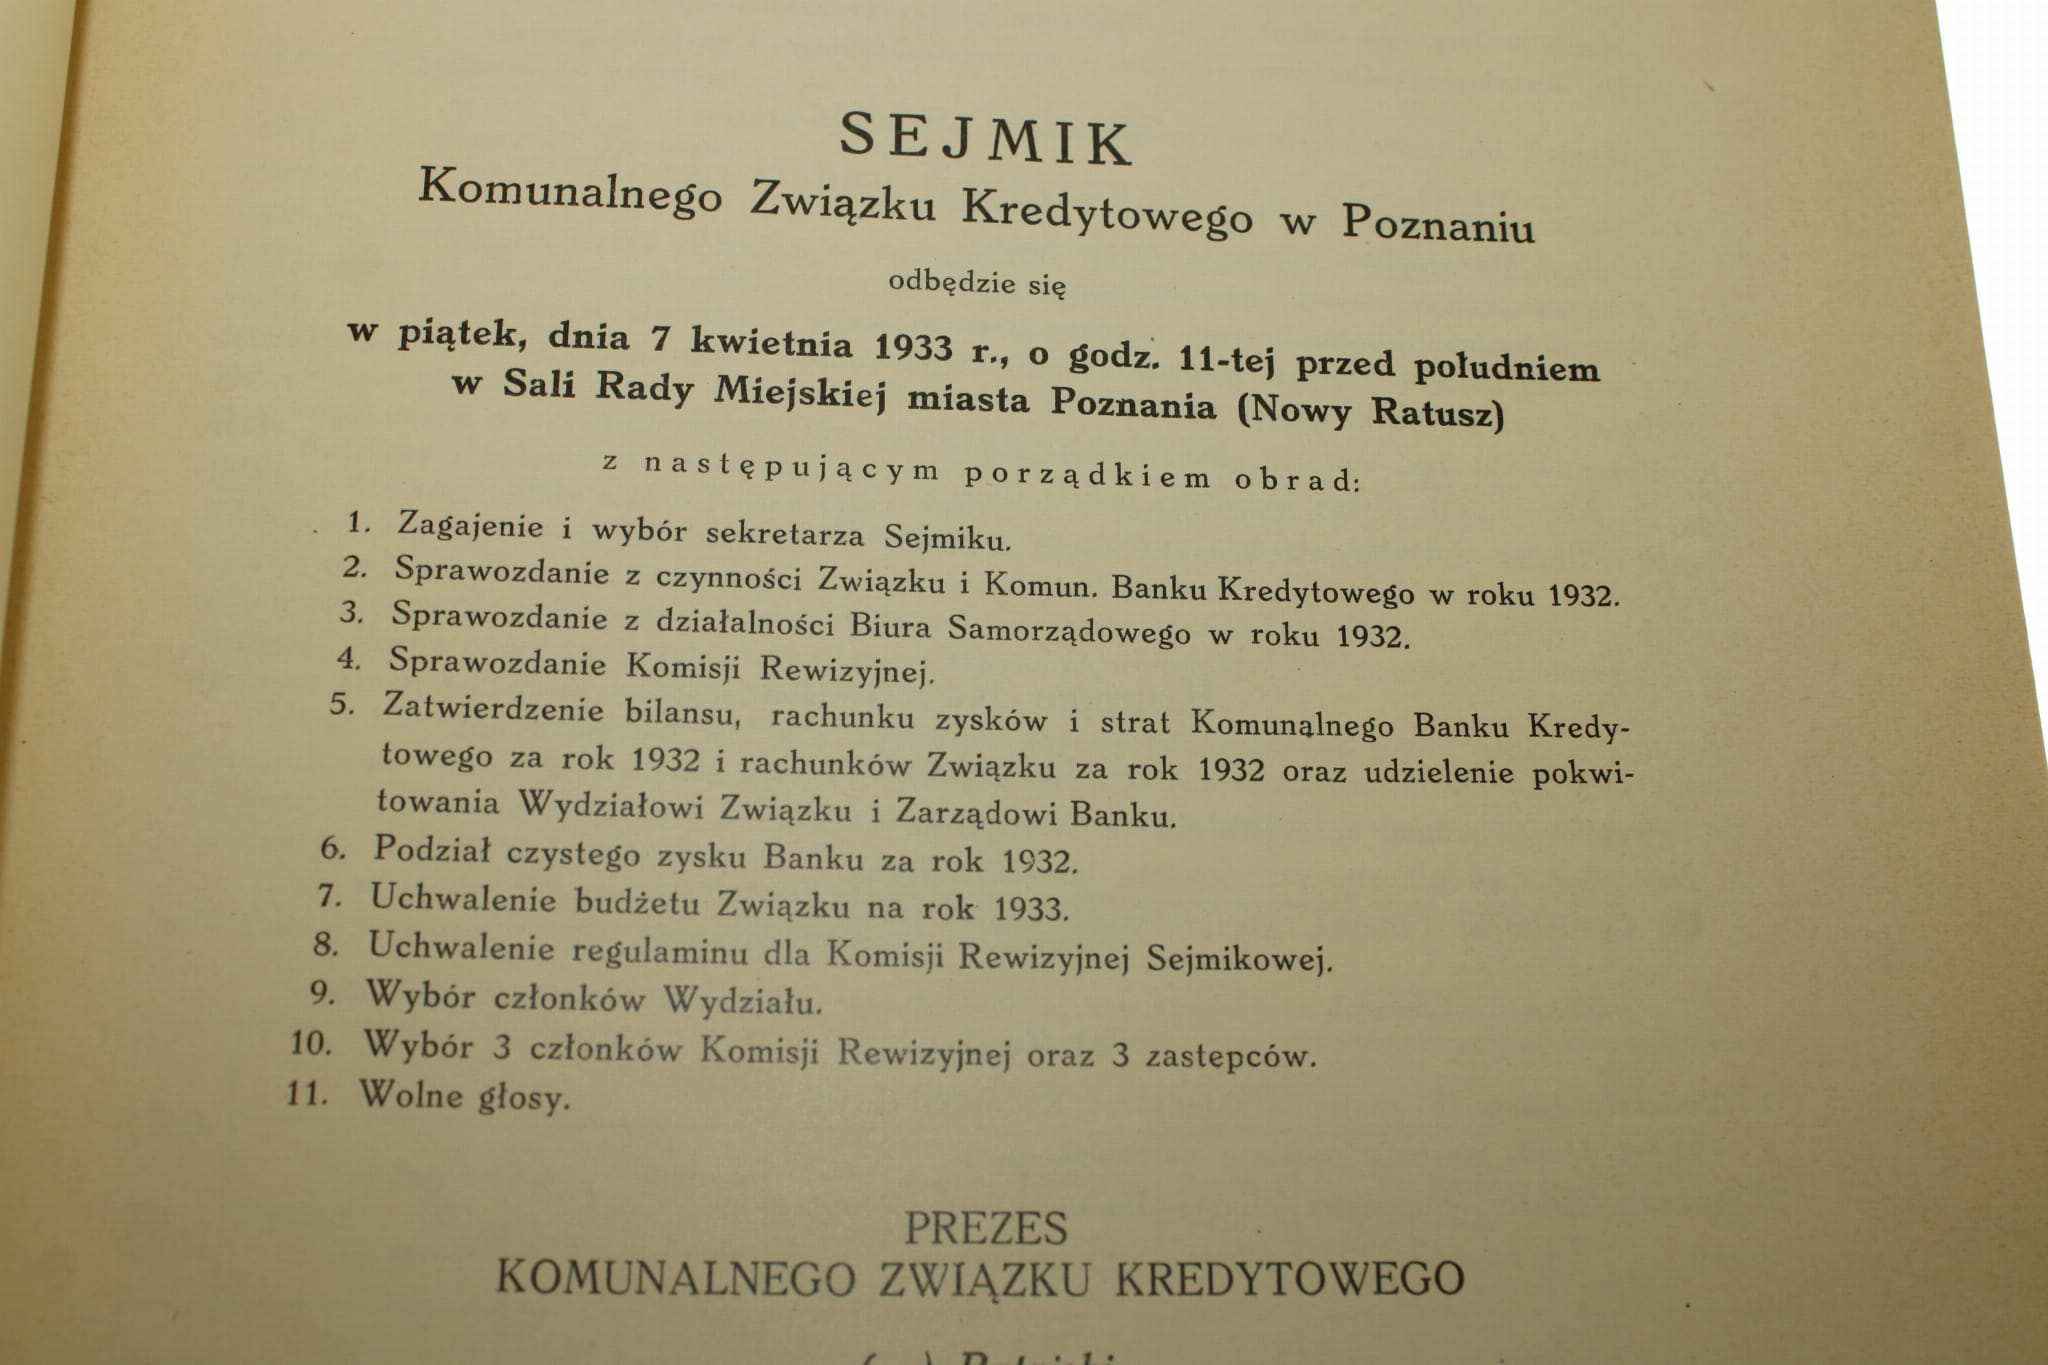 SEJMIK
Komunalnego Związku Kredytowego w Poznaniu
odbędzie się
w piątek, dnia 7 kwietnia 1933 r., o godz. 11-tej przed południem
w Sali Rady Miejskiej miasta Poznania (Nowy Ratusz)
z następującym porządkiem obrad:
1. Zagajenie i wybór sekretarza Sejmiku.
2. Sprawozdanie z czynności Związku i Komun. Banku Kredytowego w roku 1932.
3. Sprawozdanie z działalności Biura Samorządowego w roku 1932.
4. Sprawozdanie Komisji Rewizyjnej.
5. Zatwierdzenie bilansu, rachunku zysków i strat Komunalnego Banku Kredy-
towego za rok 1932 i rachunków Związku za rok 1932 oraz udzielenie pokwi-
towania Wydziałowi Związku i Zarządowi Banku.
6. Podział czystego zysku Banku za rok 1932.
7. Uchwalenie budżetu Związku na rok 1933.
8. Uchwalenie regulaminu dla Komisji Rewizyjnej Sejmikowej.
9. Wybór członków Wydziału.
10. Wybór 3 członków Komisji Rewizyjnej oraz 3 zastępców.
11. Wolne głosy.
PREZES
KOMUNALNEGO ZWIĄZKU KREDYTOWEGO